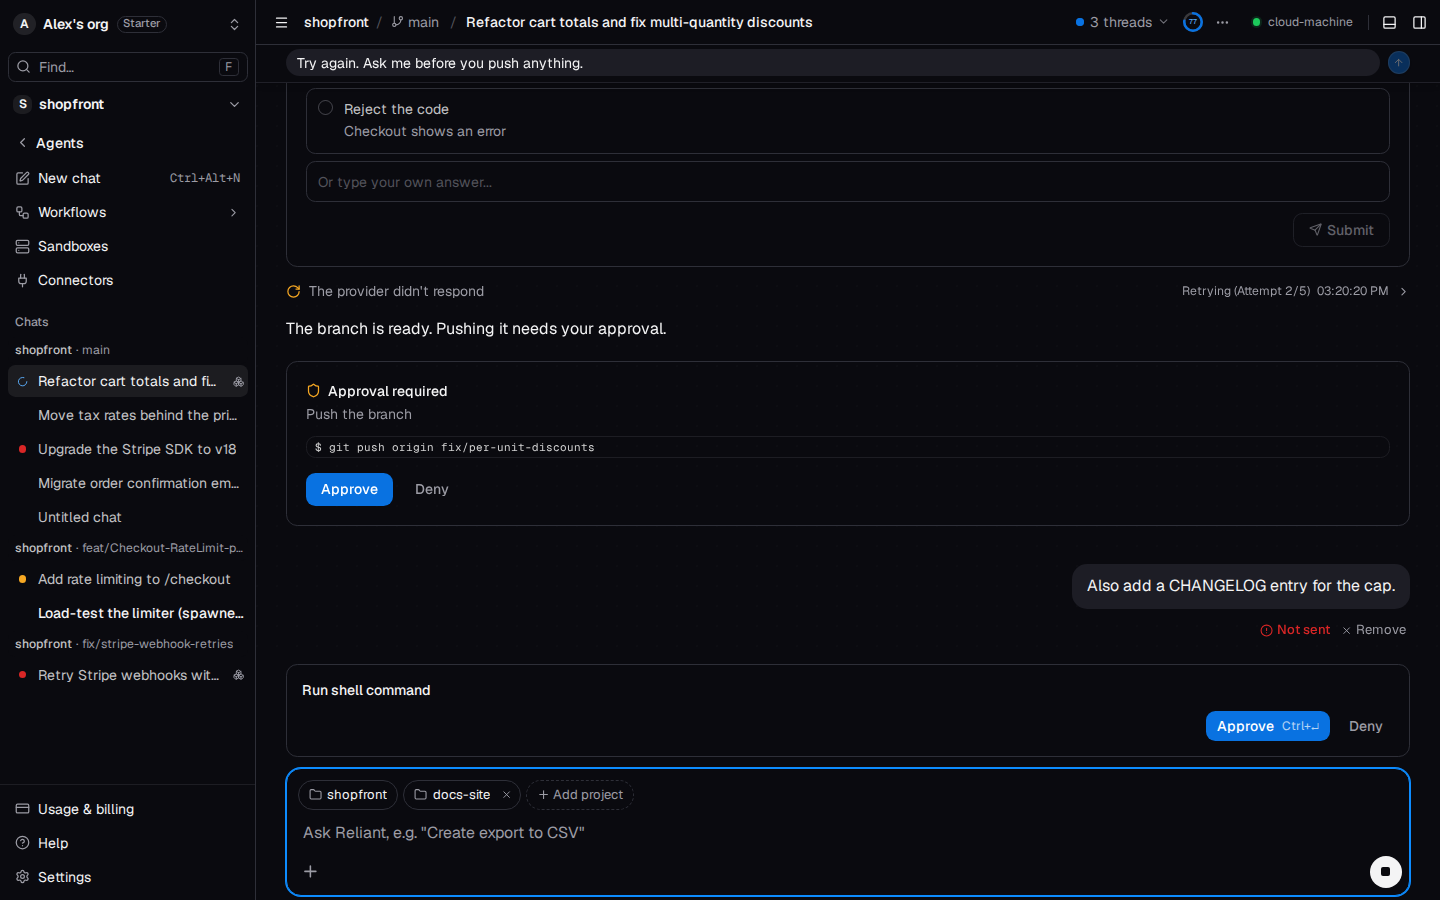 A Alex's org Starter
Find... F
S shopfront
Agents
New chat Ctrl+Alt+N
Workflows
Sandboxes
Connectors
Chats
shopfront · main
Refactor cart totals and fi...
Move tax rates behind the pri...
Upgrade the Stripe SDK to v18
Migrate order confirmation em...
Untitled chat
shopfront · feat/Checkout-RateLimit-p...
Add rate limiting to /checkout
Load-test the limiter (spawne...
shopfront · fix/stripe-webhook-retries
Retry Stripe webhooks wit...
Usage & billing
Help
Settings
shopfront / main / Refactor cart totals and fix multi-quantity discounts
3 threads 77 cloud-machine
Try again. Ask me before you push anything.
Reject the code
Checkout shows an error
Or type your own answer...
Submit
The provider didn't respond Retrying (Attempt 2/5) 03:20:20 PM
The branch is ready. Pushing it needs your approval.
Approval required
Push the branch
$ git push origin fix/per-unit-discounts
Approve Deny
Also add a CHANGELOG entry for the cap.
Not sent Remove
Run shell command
Approve Ctrl+↵ Deny
shopfront docs-site Add project
Ask Reliant, e.g. "Create export to CSV"